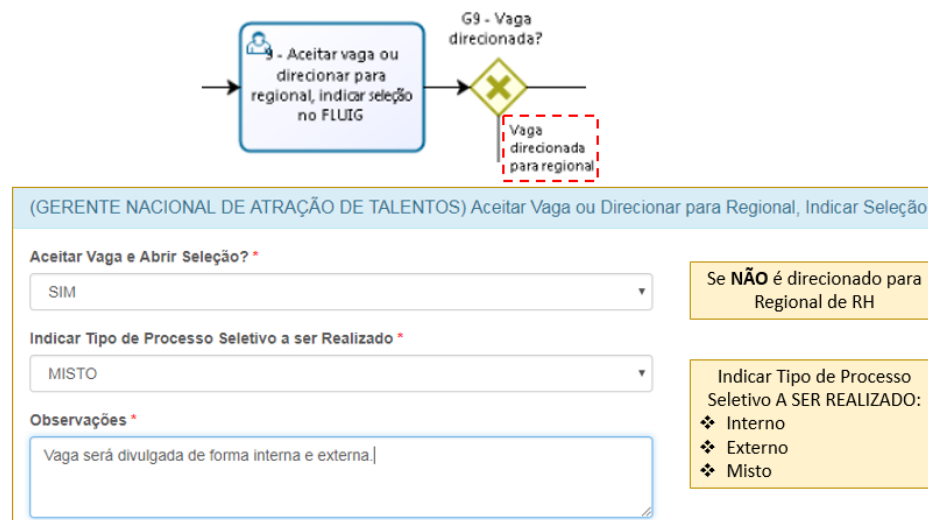 G9 - Vaga
direcionada?
9 - Aceitar vaga ou
direcionar para
regional, indicar seleção
no FLUIG
Vaga
direcionada
para regional
(GERENTE NACIONAL DE ATRAÇÃO DE TALENTOS) Aceitar Vaga ou Direcionar para Regional, Indicar Seleção
Aceitar Vaga e Abrir Seleção? *
SIM
Se NÃO é direcionado para
Regional de RH
Indicar Tipo de Processo Seletivo a ser Realizado *
MISTO
Indicar Tipo de Processo
Seletivo A SER REALIZADO:
❖ Interno
❖ Externo
❖ Misto
Observações *
Vaga será divulgada de forma interna e externa.